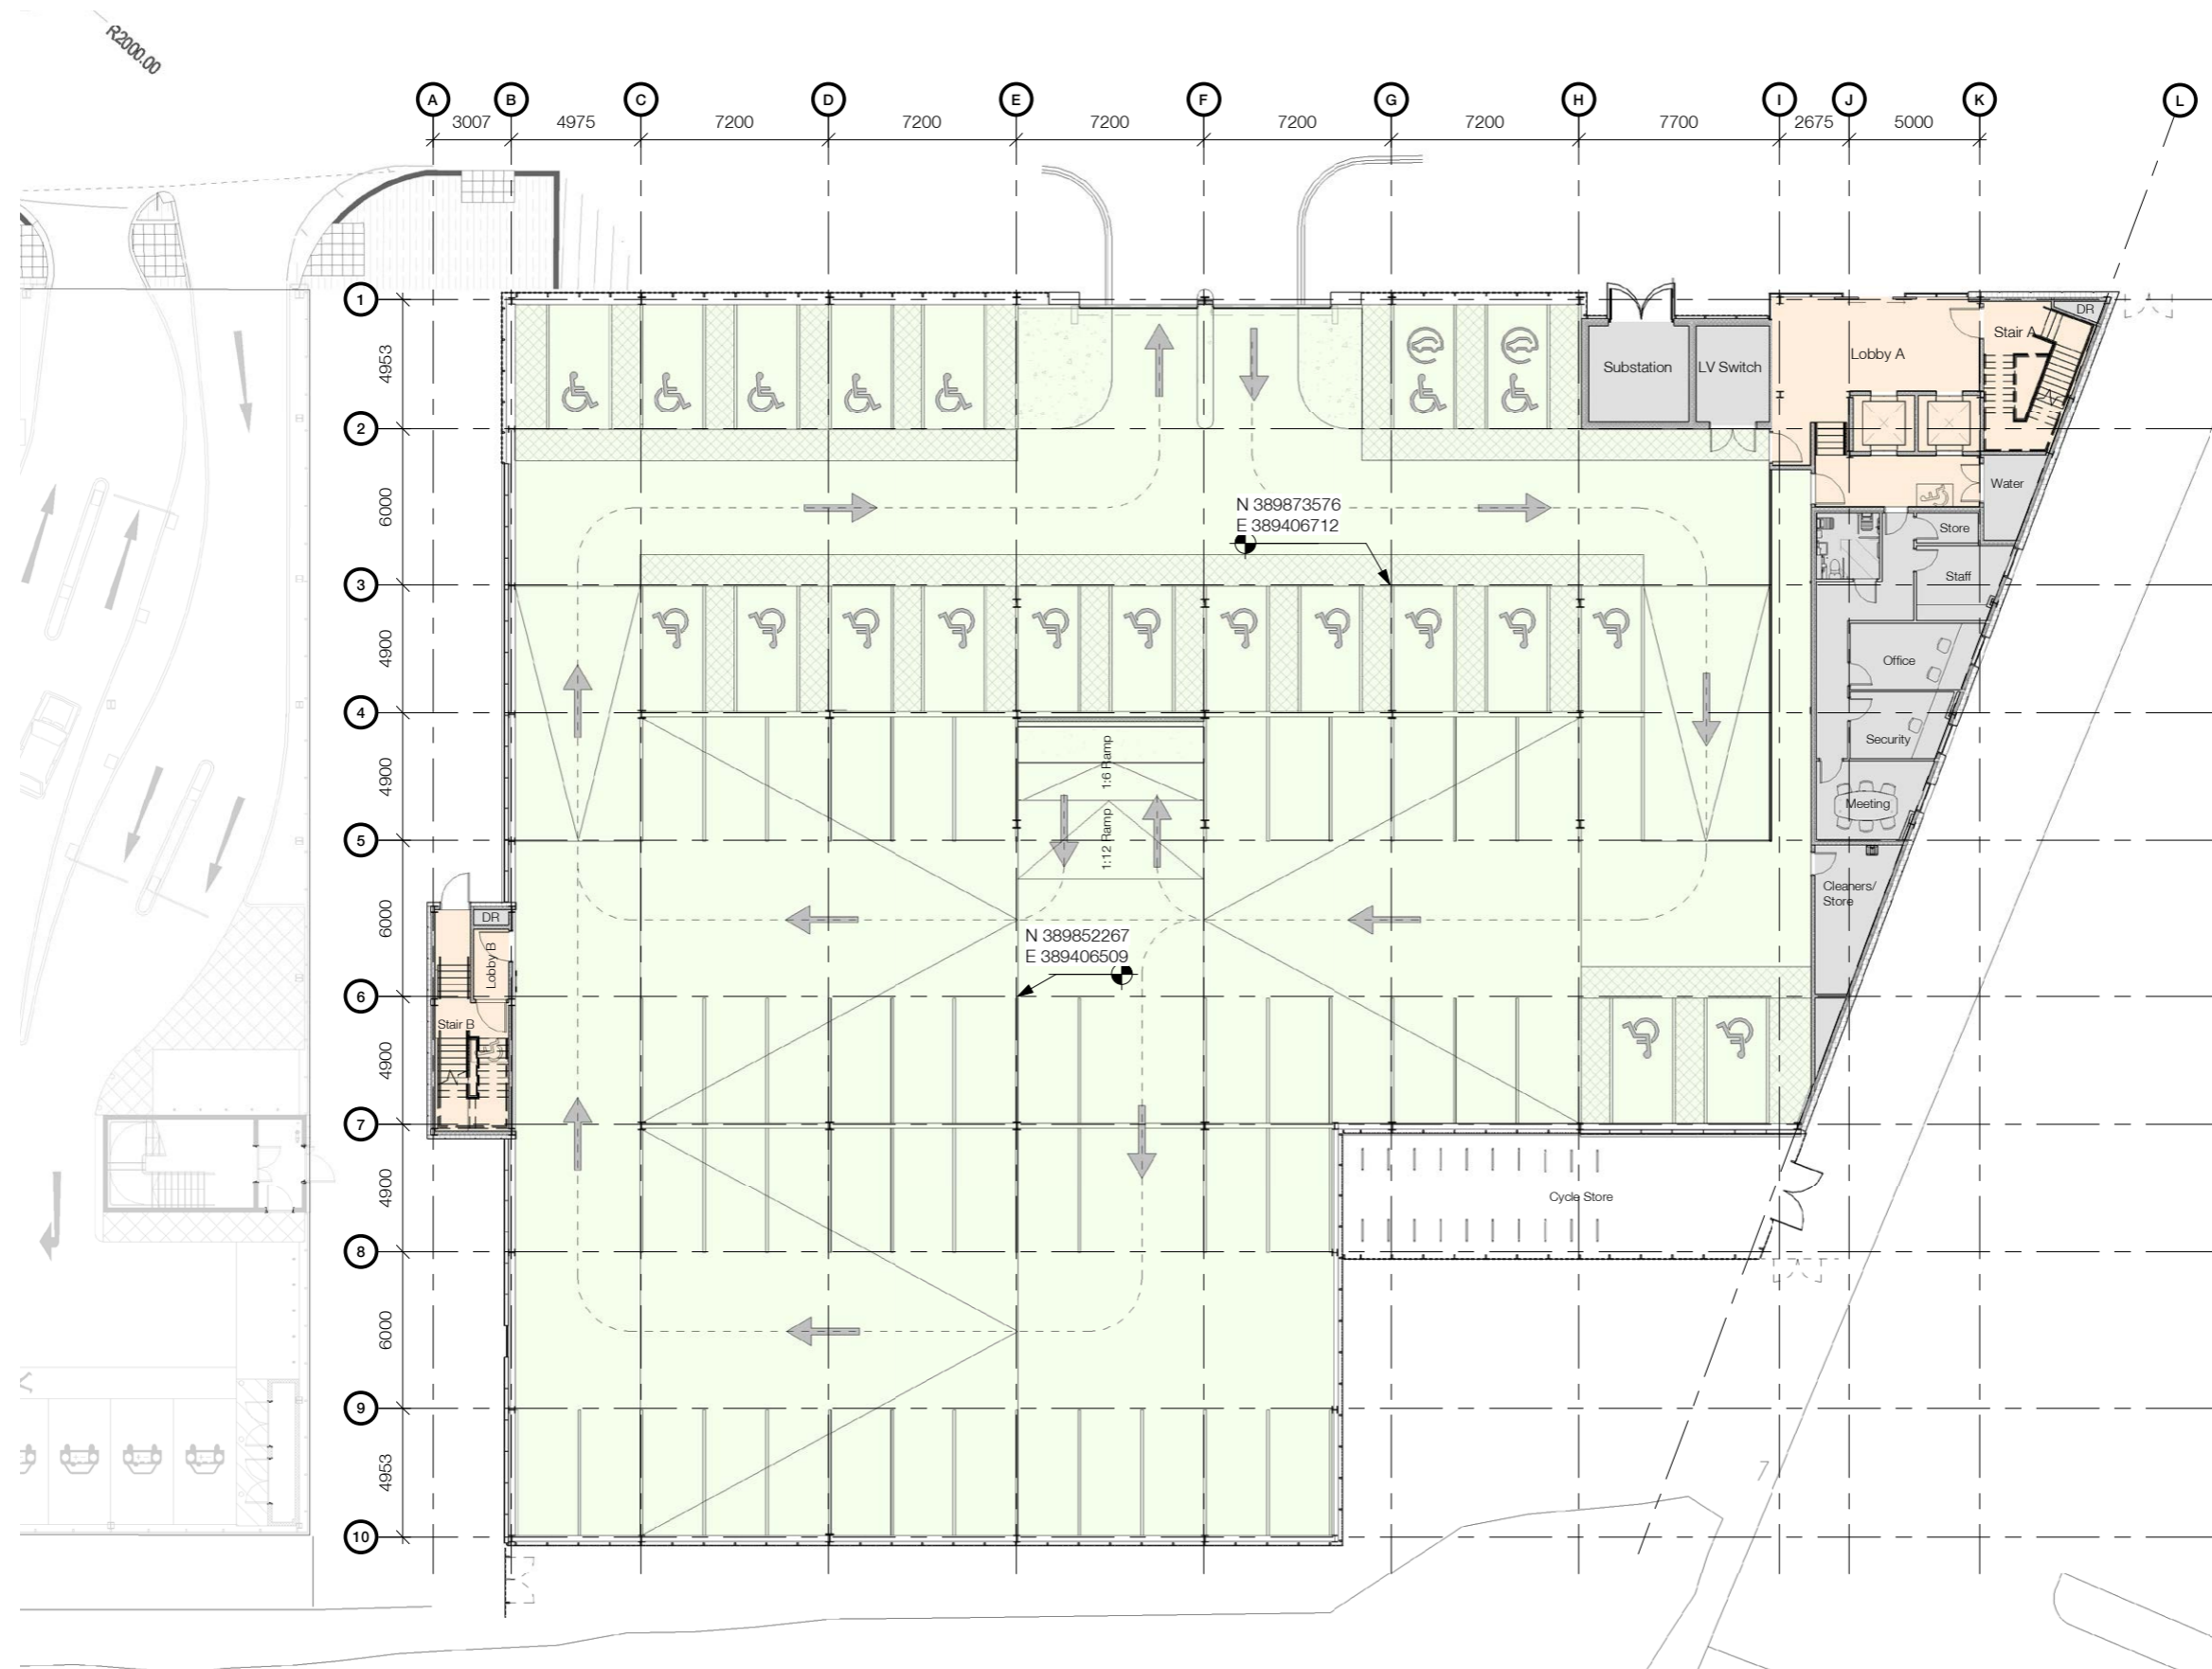 R2000.00
A B C D E F G H I J K L
3007 4975 7200 7200 7200 7200 7200 7700 2675 5000
1
4953
DR
Stair A
Lobby A
Substation
LV Switch
2
6000
Water
N 389873576
E 389406712
Store
Staff
3
4900
Office
4
Security
1:6 Ramp
4900
Meeting
1:12 Ramp
5
Cleaners/
Store
6000
DR
Lobby B
N 389852267
E 389406509
6
Stair B
4900
7
4900
Cycle Store
8
6000
9
4953
10